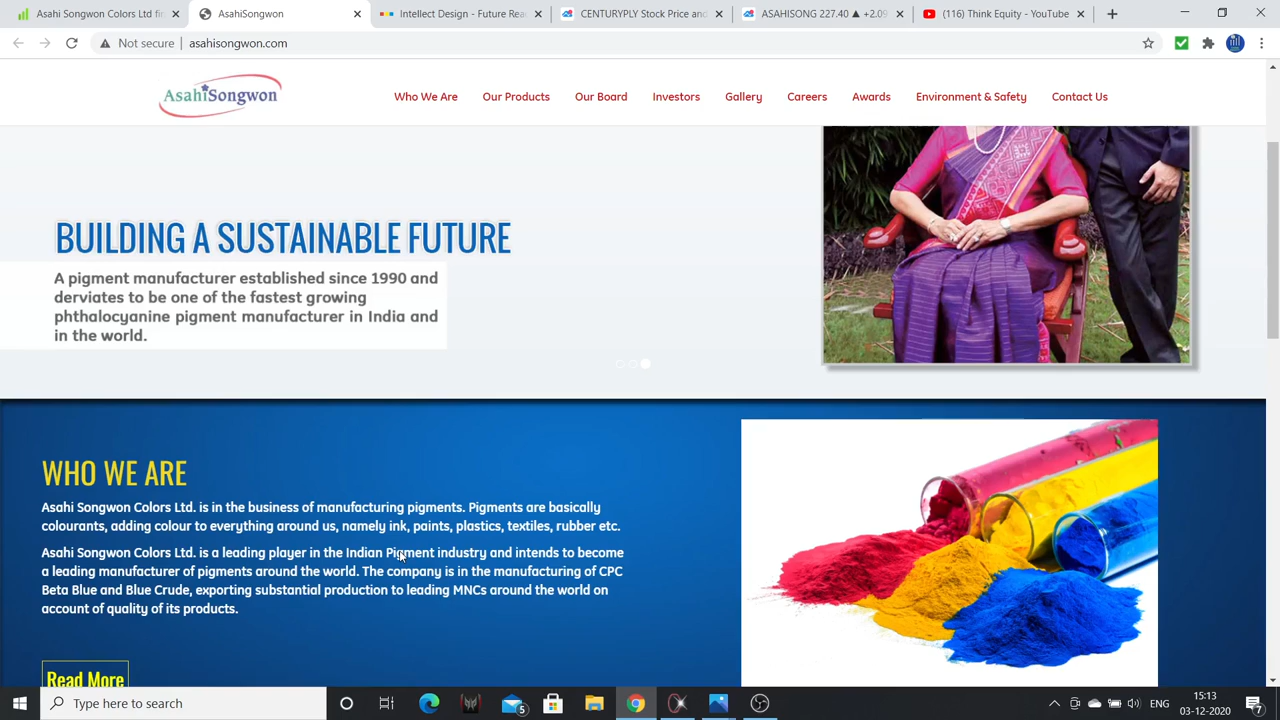 Asahi Songwon Colors Ltd fin
AsahiSongwon
Intellect Design - Future Rea
CENTURYPLY Stock Price and
ASAHISONG 227.40 ▲ +2.09
(116) Think Equity - YouTube
Not secure
asahisongwon.com
AsahiSongwon
Who We Are
Our Products
Our Board
Investors
Gallery
Careers
Awards
Environment & Safety
Contact Us
BUILDING A SUSTAINABLE FUTURE
A pigment manufacturer established since 1990 and
derviates to be one of the fastest growing
phthalocyanine pigment manufacturer in India and
in the world.
WHO WE ARE
Asahi Songwon Colors Ltd. is in the business of manufacturing pigments. Pigments are basically
colourants, adding colour to everything around us, namely ink, paints, plastics, textiles, rubber etc.
Asahi Songwon Colors Ltd. is a leading player in the Indian Pigment industry and intends to become
a leading manufacturer of pigments around the world. The company is in the manufacturing of CPC
Beta Blue and Blue Crude, exporting substantial production to leading MNCs around the world on
account of quality of its products.
Read More
Type here to search
5
ENG
15:13
03-12-2020
7